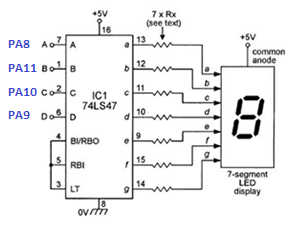 +5V
16
7 x Rx
(see text)
PA8 A 7 A a 13 a
+5V
common
anode
PA11 B 1 B b 12 b
PA10 C 2 C c 11 c
IC1
74LS47
PA9 D 6 D d 10 d
4 BI/RBO e 9 e
5 RBI f 15 f
3 LT g 14 g
8
0V
7-segment
LED
display